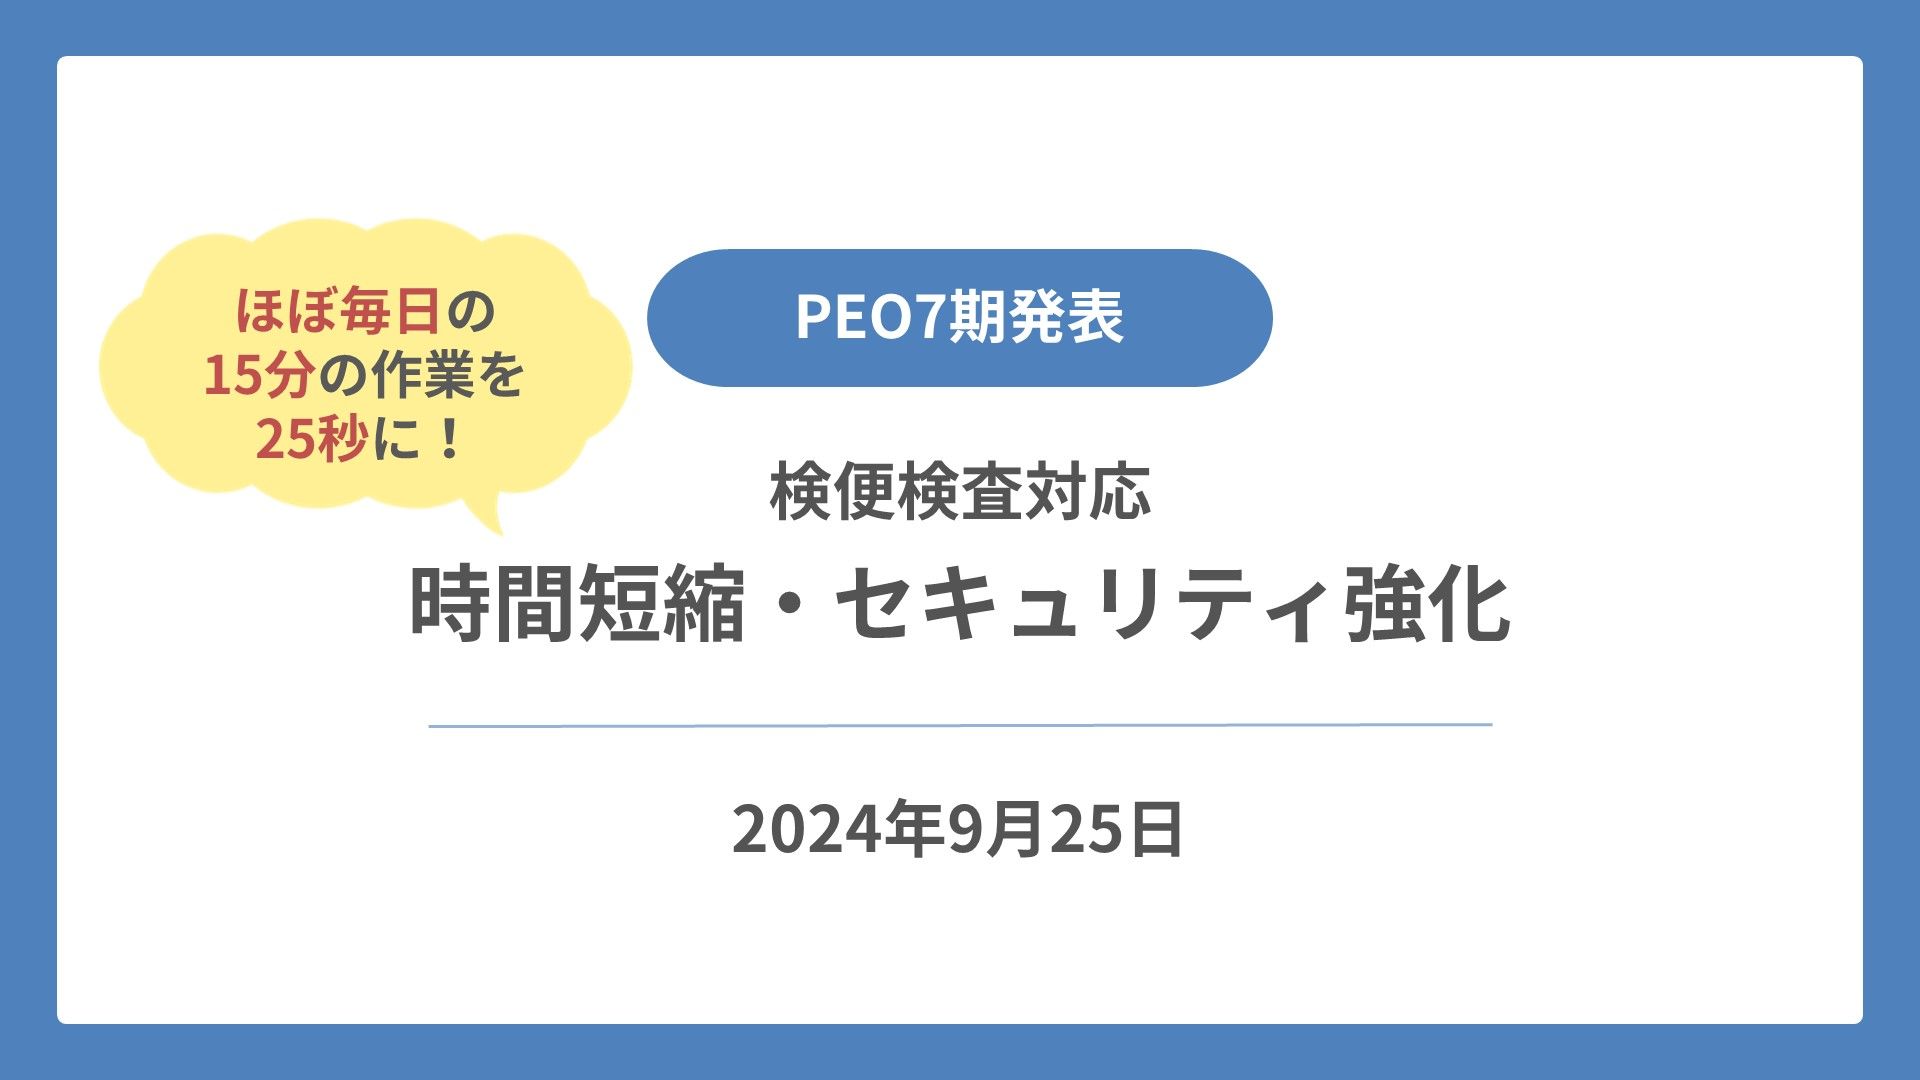 ほぼ毎日の
15分の作業を
25秒に！
PEO7期発表
検便検査対応
時間短縮・セキュリティ強化
2024年9月25日